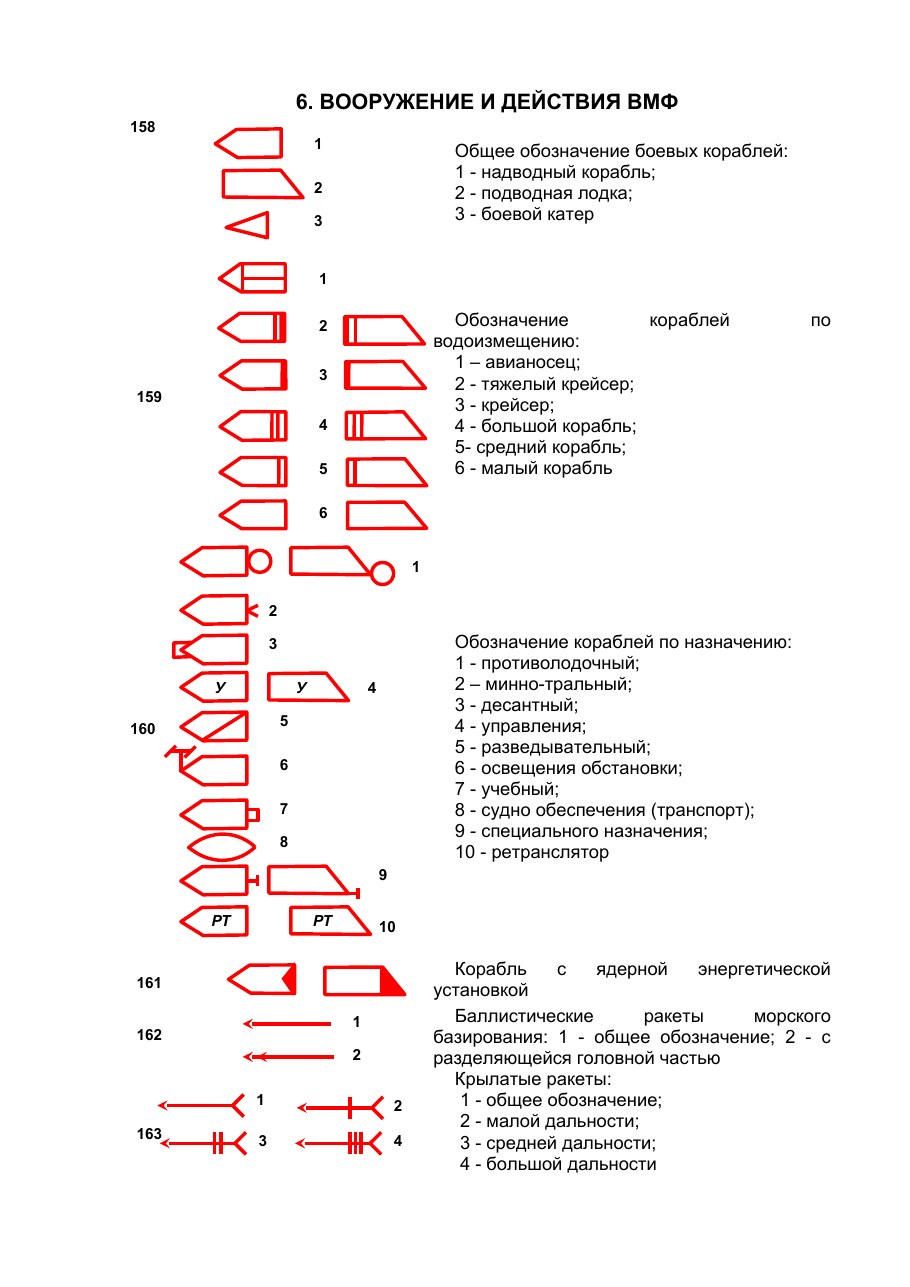 6. ВООРУЖЕНИЕ И ДЕЙСТВИЯ ВМФ
158
1
2
3
Общее обозначение боевых кораблей:
1 - надводный корабль;
2 - подводная лодка;
3 - боевой катер
159
1
2
3
4
5
6
Обозначение кораблей по
водоизмещению:
1 – авианосец;
2 - тяжелый крейсер;
3 - крейсер;
4 - большой корабль;
5- средний корабль;
6 - малый корабль
160
1
2
3
У У 4
5
6
7
8
9
РТ РТ 10
Обозначение кораблей по назначению:
1 - противолодочный;
2 – минно-тральный;
3 - десантный;
4 - управления;
5 - разведывательный;
6 - освещения обстановки;
7 - учебный;
8 - судно обеспечения (транспорт);
9 - специального назначения;
10 - ретранслятор
161
Корабль с ядерной энергетической
установкой
162
1
2
Баллистические ракеты морского
базирования: 1 - общее обозначение; 2 - с
разделяющейся головной частью
163
1
2
3
4
Крылатые ракеты:
1 - общее обозначение;
2 - малой дальности;
3 - средней дальности;
4 - большой дальности